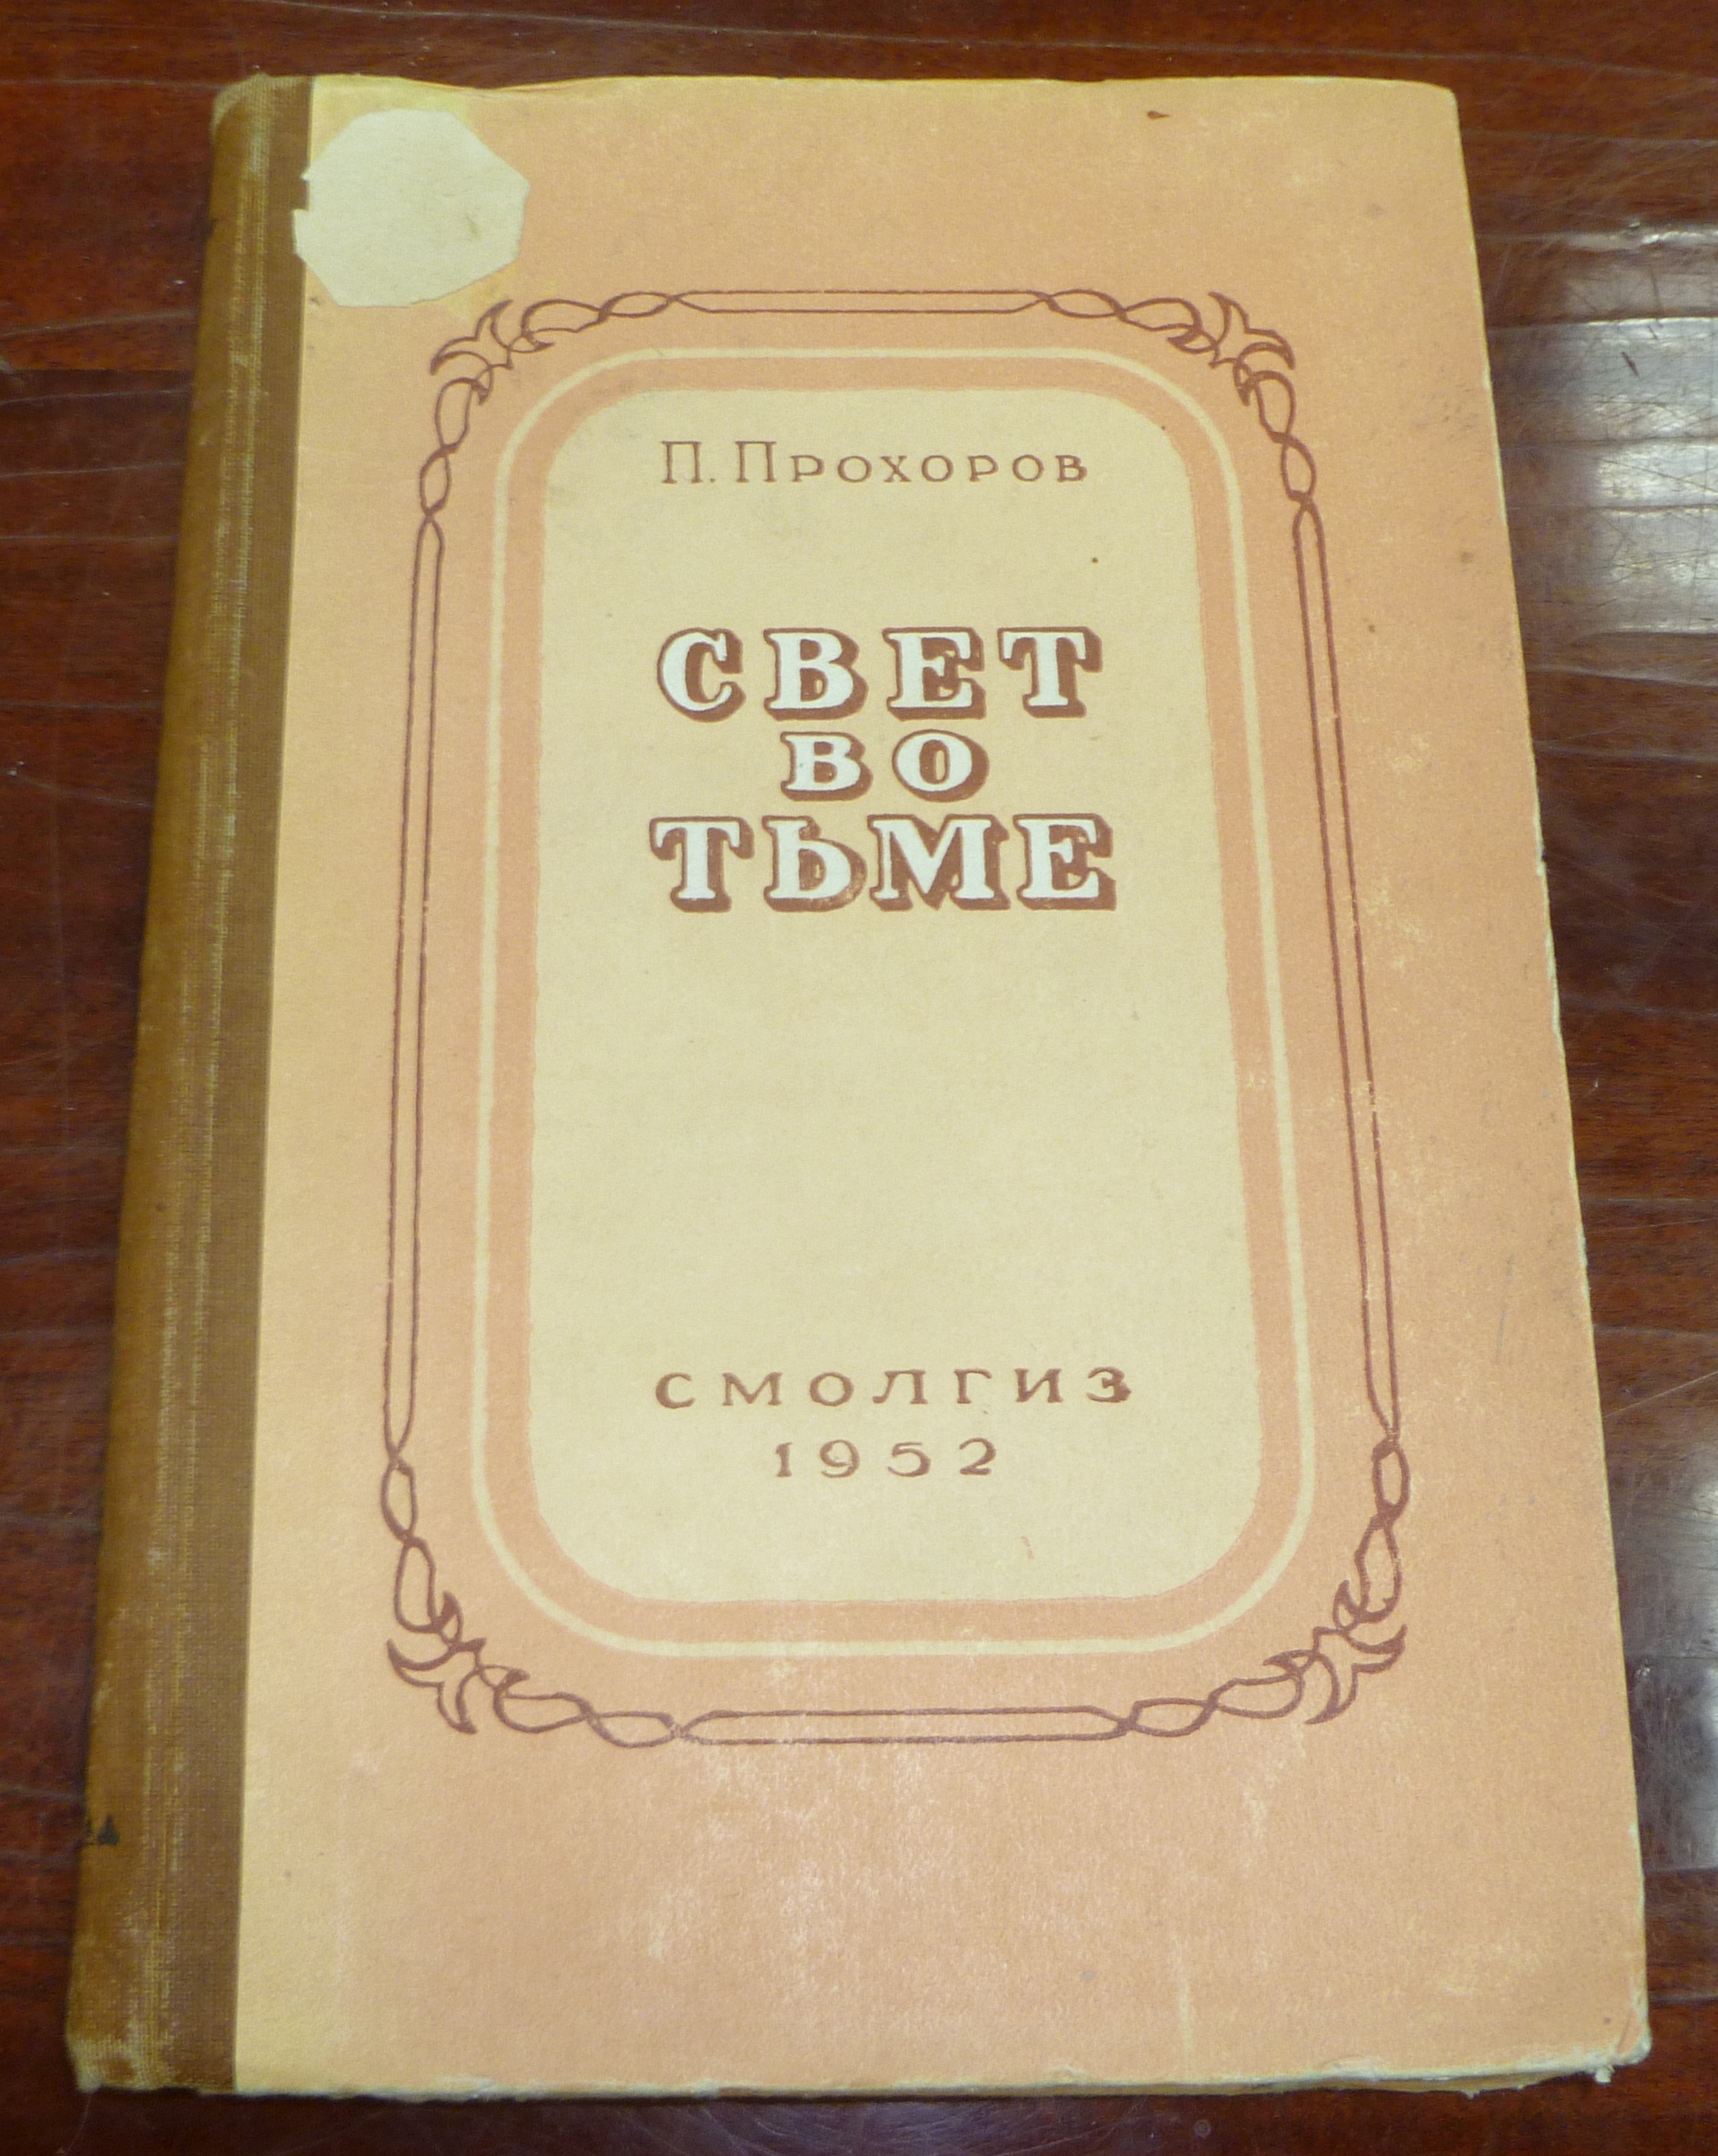 П. Прохоров
СВЕТ
ВО
ТЬМЕ
СМОЛГИЗ
1952